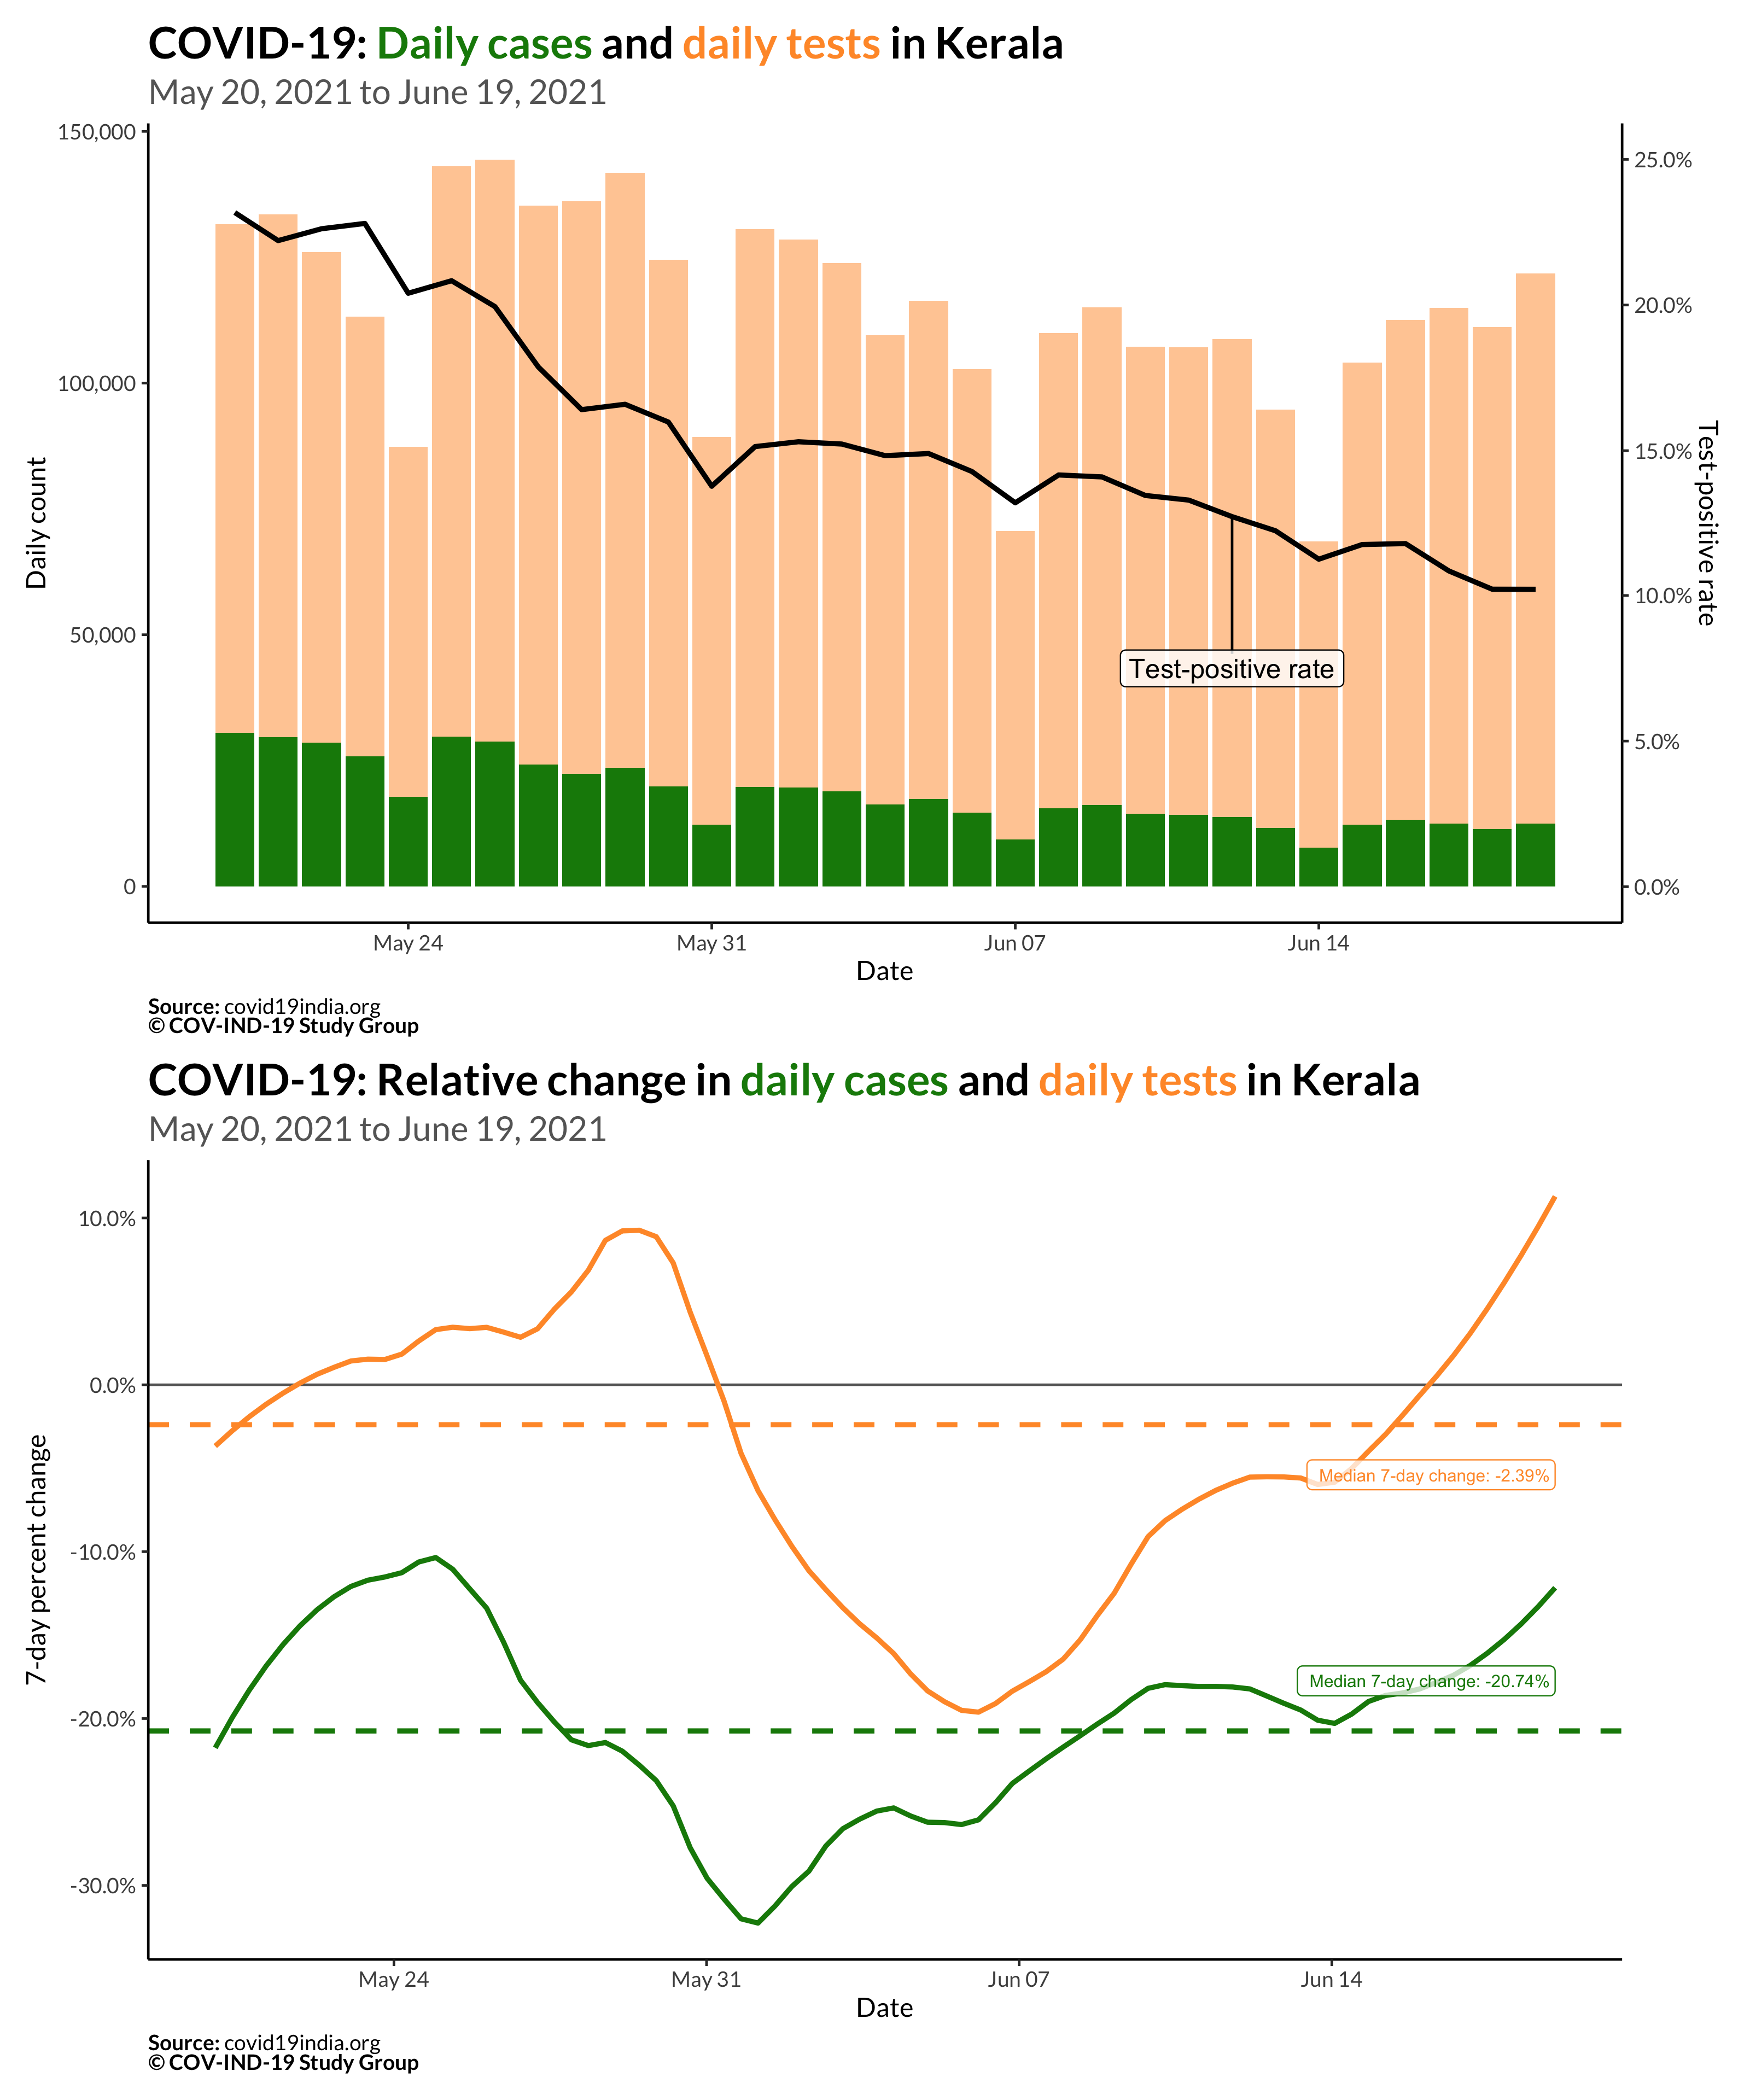 COVID-19: Daily cases and daily tests in Kerala
May 20, 2021 to June 19, 2021
150,000
100,000
50,000
0
Daily count
25.0%
20.0%
15.0%
10.0%
5.0%
0.0%
Test-positive rate
Test-positive rate
May 24
May 31
Jun 07
Jun 14
Date
Source: covid19india.org
© COV-IND-19 Study Group
COVID-19: Relative change in daily cases and daily tests in Kerala
May 20, 2021 to June 19, 2021
10.0%
0.0%
-10.0%
-20.0%
-30.0%
7-day percent change
Median 7-day change: -2.39%
Median 7-day change: -20.74%
May 24
May 31
Jun 07
Jun 14
Date
Source: covid19india.org
© COV-IND-19 Study Group